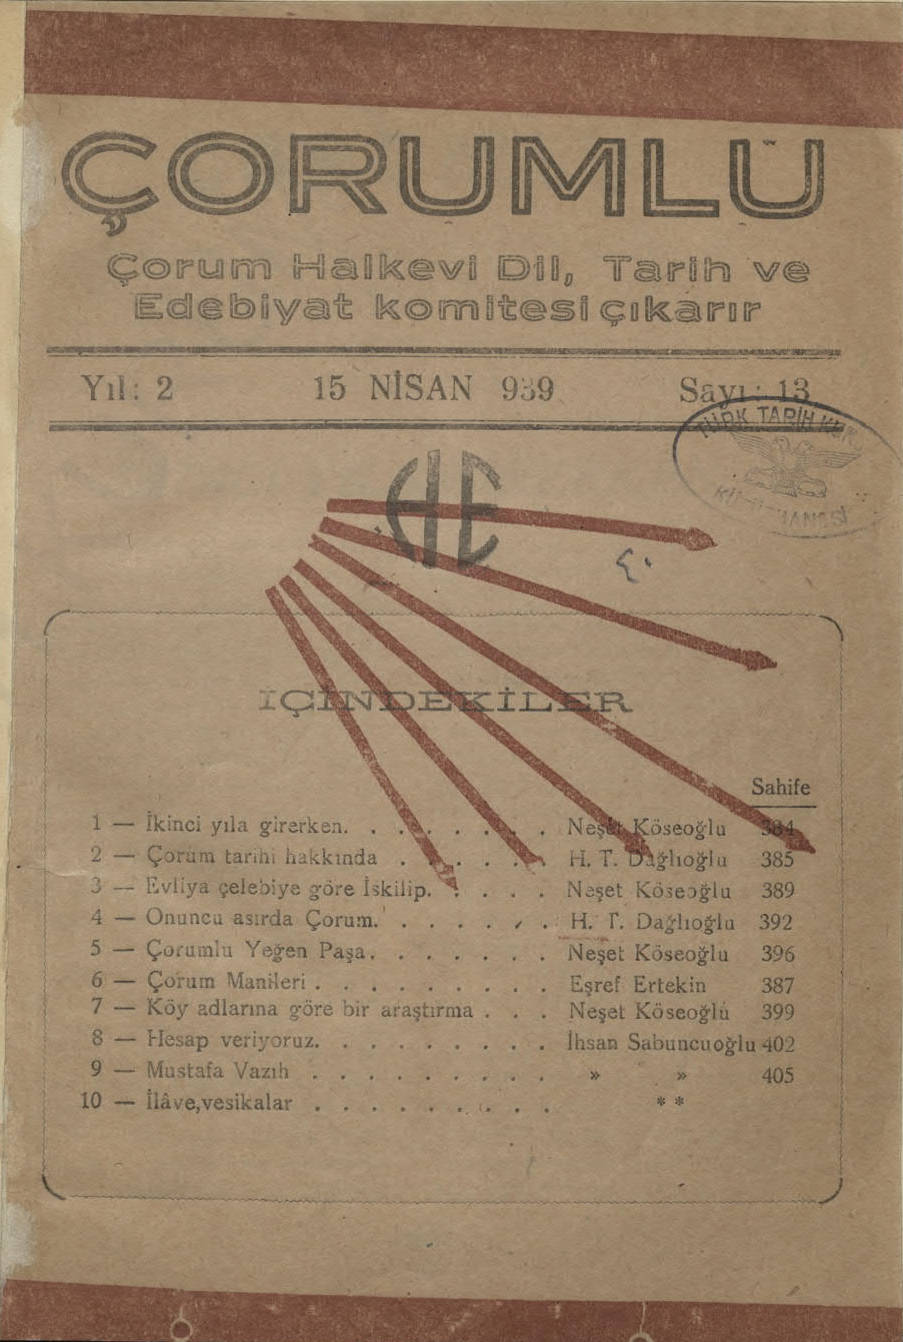 ÇORUMLU
Çorum Halkevi Dil, Tarih ve
Edebiyat komitesi çıkarır
Yıl: 2 15 NİSAN 939 Sayı: 13
TÜRK TARİH
HE
İÇİNDEKİLER
Sahife
1 — İkinci yıla girerken. . . . . . . . Neşet Köseoğlu 384
2 — Çorum tarihi hakkında . . . . . . H. T. Dağlıoğlu 385
3 — Evliya çelebiye göre İskilip. . . . . Neşet Köseoğlu 389
4 — Onuncu asırda Çorum. . . . . . . H. T. Dağlıoğlu 392
5 — Çorumlu Yeğen Paşa. . . . . . . Neşet Köseoğlu 396
6 — Çorum Manileri . . . . . . . . . Eşref Ertekin 387
7 — Köy adlarına göre bir araştırma . . . Neşet Köseoğlu 399
8 — Hesap veriyoruz. . . . . . . . . İhsan Sabuncuoğlu 402
9 — Mustafa Vazıh . . . . . . . . . » » 405
10 — İlâve,vesikalar . . . . . . . . . * *